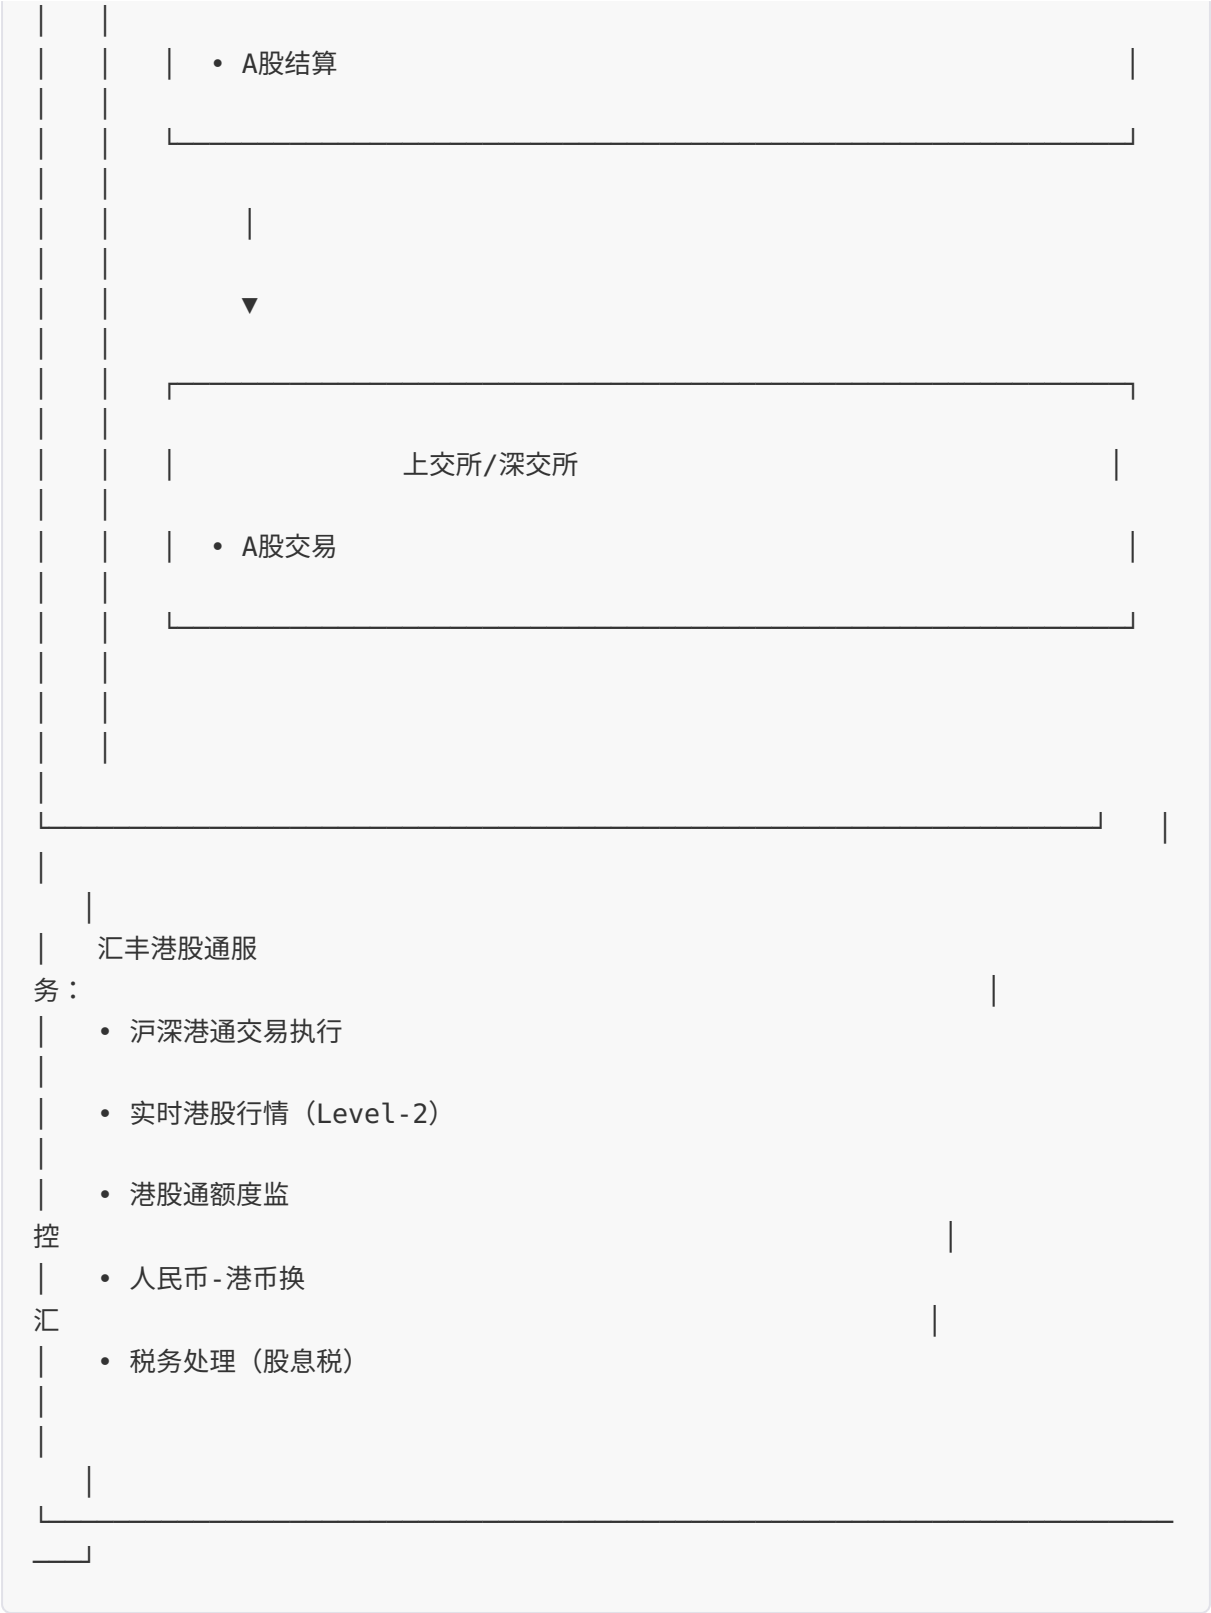 • A股结算
▼
上交所/深交所
• A股交易
汇丰港股通服
务：
• 沪深港通交易执行
• 实时港股行情（Level-2）
• 港股通额度监
控
• 人民币-港币换
汇
• 税务处理（股息税）